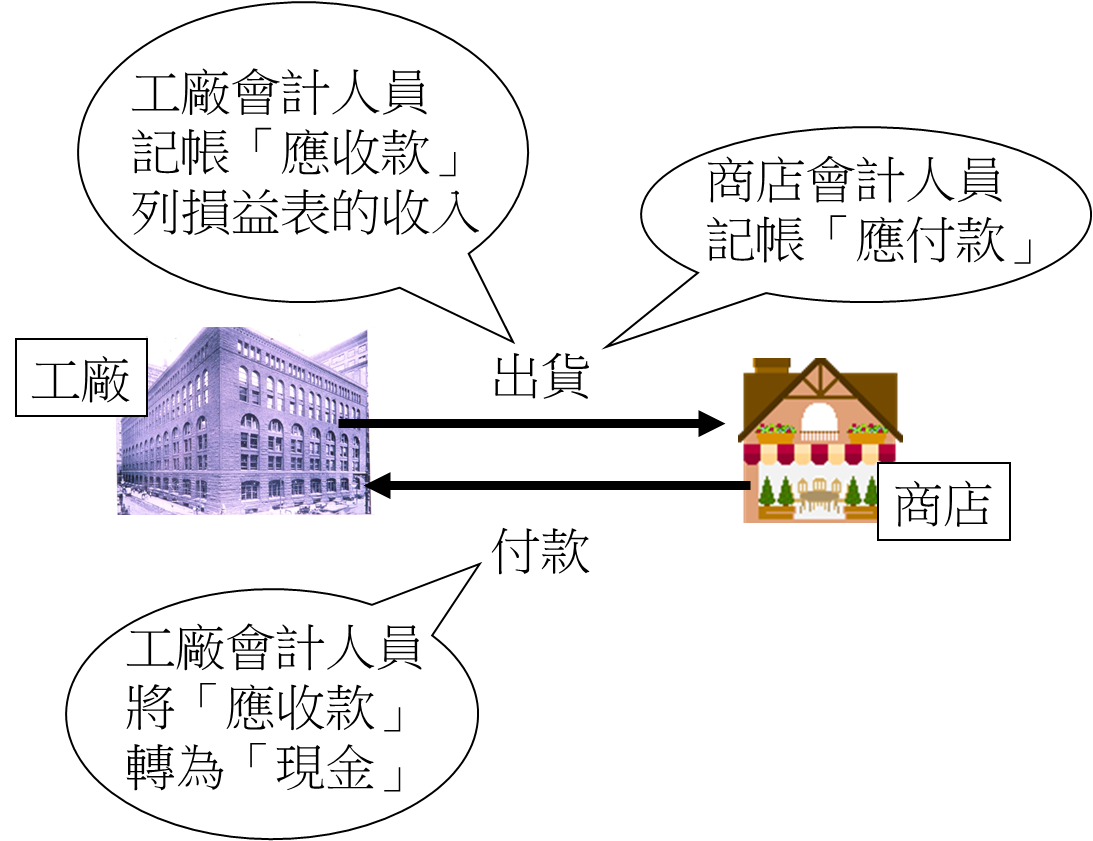 工廠會計人員
記帳「應收款」
列損益表的收入
商店會計人員
記帳「應付款」
工廠
出貨
商店
付款
工廠會計人員
將「應收款」
轉為「現金」